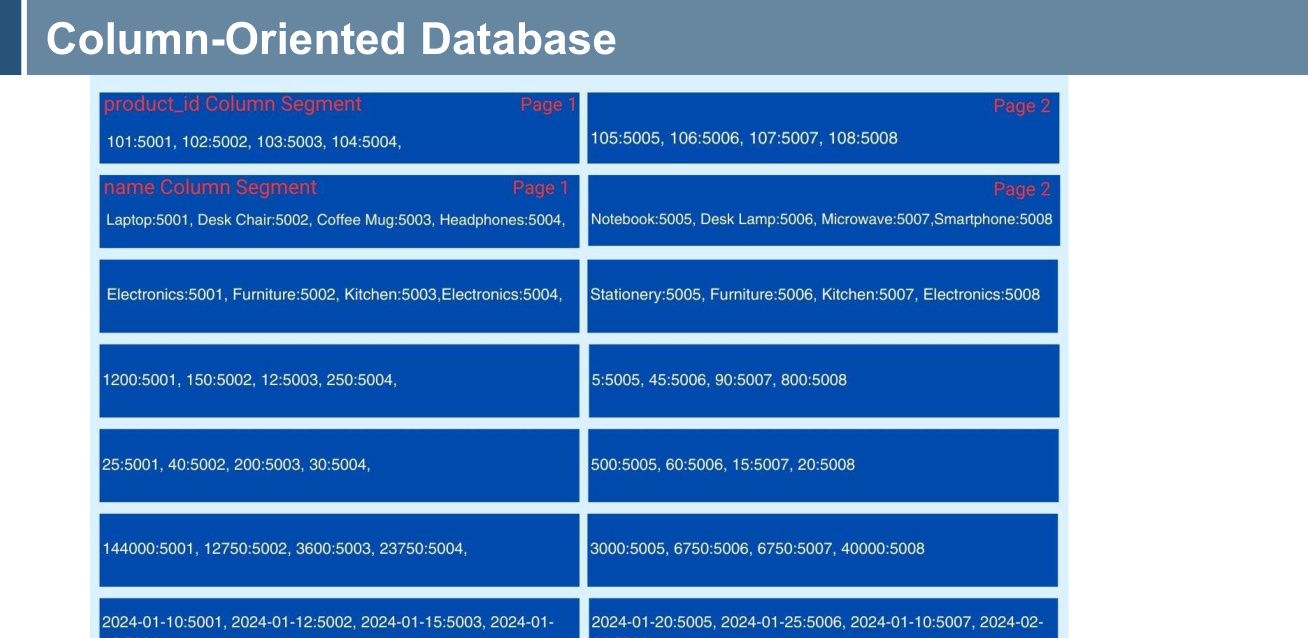 Column-Oriented Database
product_id Column Segment Page 1
101:5001, 102:5002, 103:5003, 104:5004,
Page 2
105:5005, 106:5006, 107:5007, 108:5008
name Column Segment Page 1
Laptop:5001, Desk Chair:5002, Coffee Mug:5003, Headphones:5004,
Page 2
Notebook:5005, Desk Lamp:5006, Microwave:5007,Smartphone:5008
Electronics:5001, Furniture:5002, Kitchen:5003,Electronics:5004,
Stationery:5005, Furniture:5006, Kitchen:5007, Electronics:5008
1200:5001, 150:5002, 12:5003, 250:5004,
5:5005, 45:5006, 90:5007, 800:5008
25:5001, 40:5002, 200:5003, 30:5004,
500:5005, 60:5006, 15:5007, 20:5008
144000:5001, 12750:5002, 3600:5003, 23750:5004,
3000:5005, 6750:5006, 6750:5007, 40000:5008
2024-01-10:5001, 2024-01-12:5002, 2024-01-15:5003, 2024-01-
2024-01-20:5005, 2024-01-25:5006, 2024-01-10:5007, 2024-02-